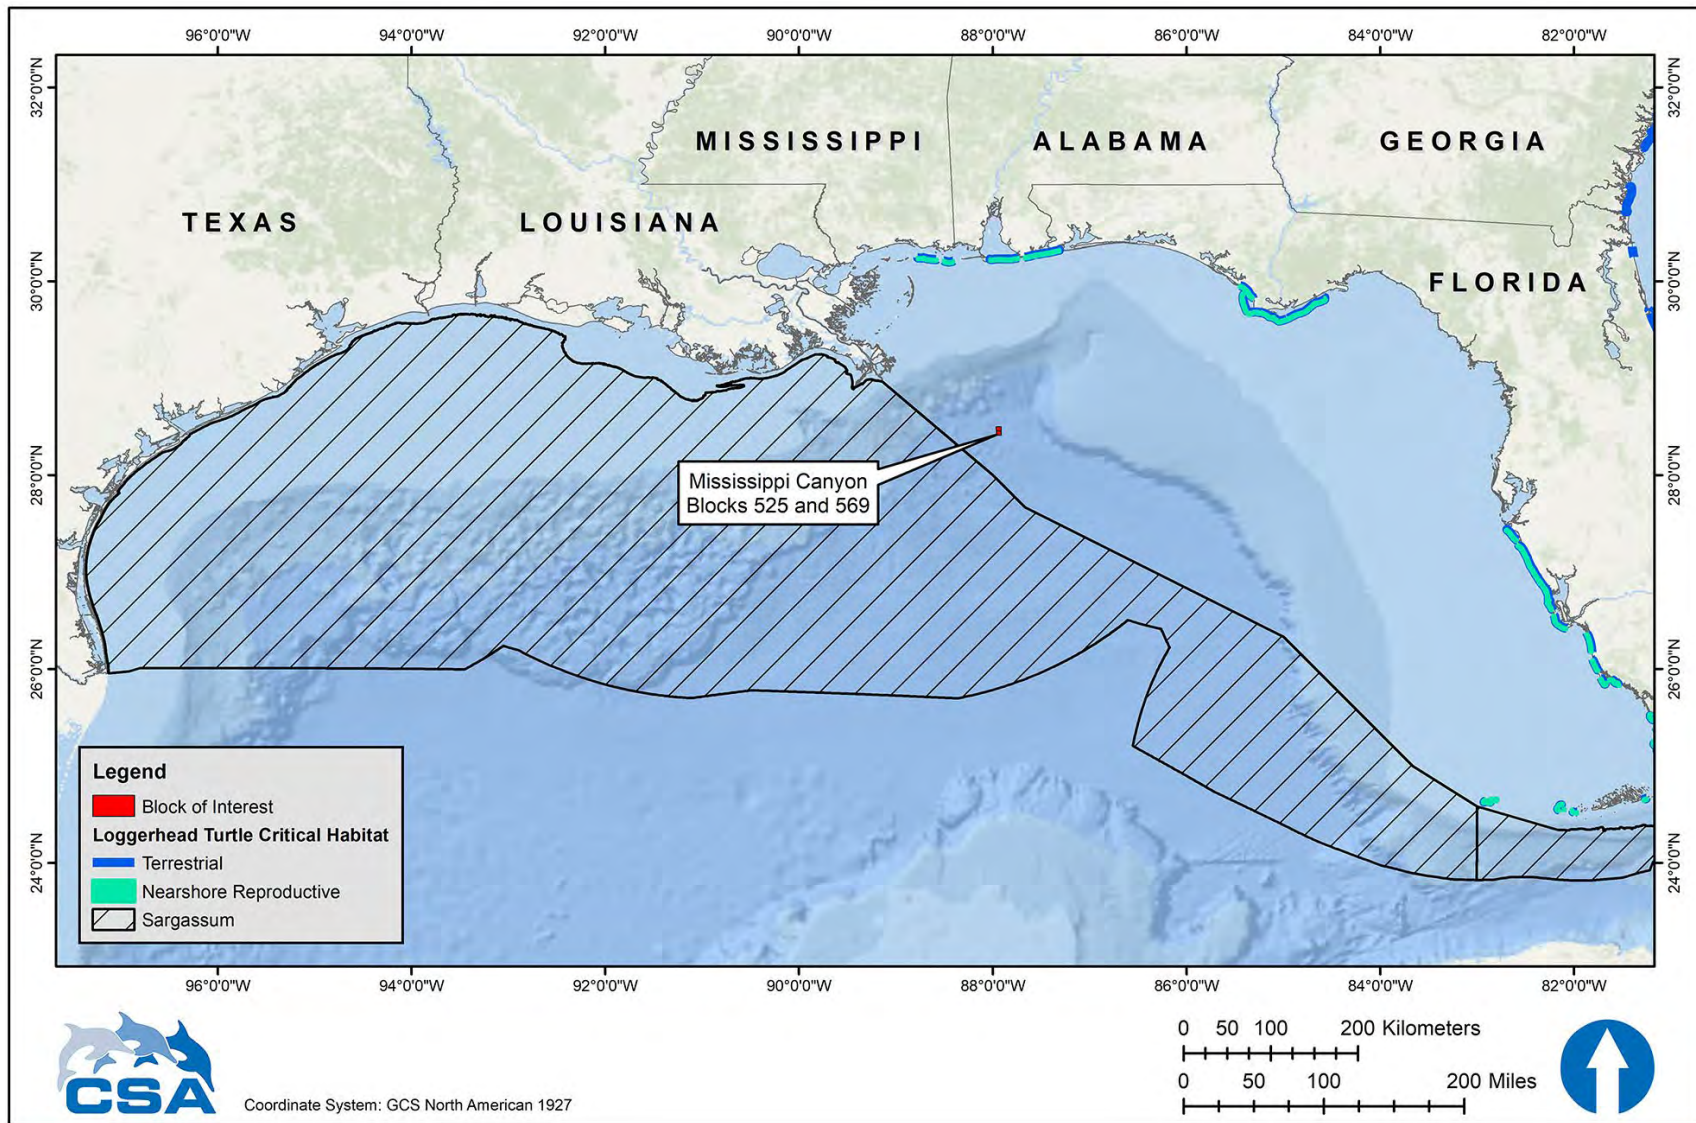 96°0'0"W 94°0'0"W 92°0'0"W 90°0'0"W 88°0'0"W 86°0'0"W 84°0'0"W 82°0'0"W
32°0'0"N 32°0'0"N
MISSISSIPPI ALABAMA GEORGIA
TEXAS LOUISIANA
30°0'0"N FLORIDA 30°0'0"N
28°0'0"N 28°0'0"N
Mississippi Canyon
Blocks 525 and 569
26°0'0"N 26°0'0"N
Legend
Block of Interest
Loggerhead Turtle Critical Habitat
Terrestrial
24°0'0"N 24°0'0"N
Nearshore Reproductive
Sargassum
96°0'0"W 94°0'0"W 92°0'0"W 90°0'0"W 88°0'0"W 86°0'0"W 84°0'0"W 82°0'0"W
0 50 100 200 Kilometers
0 50 100 200 Miles
CSA
Coordinate System: GCS North American 1927